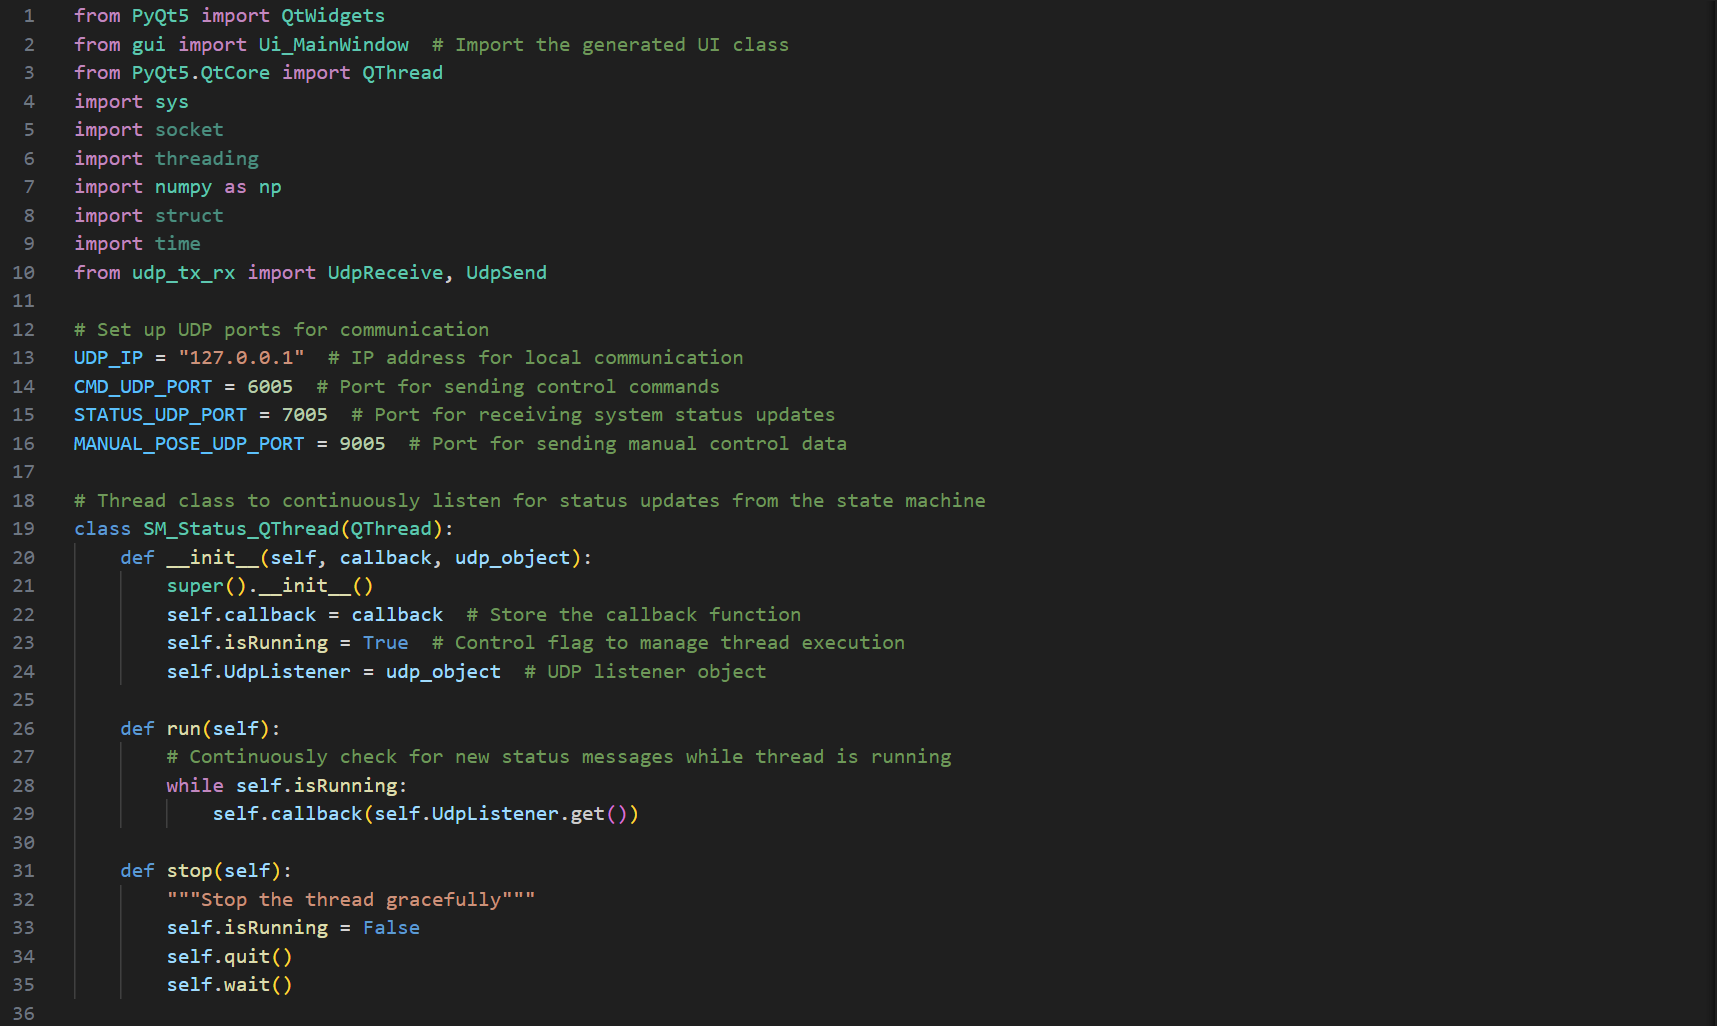 1 from PyQt5 import QtWidgets
2 from gui import Ui_MainWindow  # Import the generated UI class
3 from PyQt5.QtCore import QThread
4 import sys
5 import socket
6 import threading
7 import numpy as np
8 import struct
9 import time
10 from udp_tx_rx import UdpReceive, UdpSend
11
12 # Set up UDP ports for communication
13 UDP_IP = "127.0.0.1"  # IP address for local communication
14 CMD_UDP_PORT = 6005  # Port for sending control commands
15 STATUS_UDP_PORT = 7005  # Port for receiving system status updates
16 MANUAL_POSE_UDP_PORT = 9005  # Port for sending manual control data
17
18 # Thread class to continuously listen for status updates from the state machine
19 class SM_Status_QThread(QThread):
20     def __init__(self, callback, udp_object):
21         super().__init__()
22         self.callback = callback  # Store the callback function
23         self.isRunning = True  # Control flag to manage thread execution
24         self.UdpListener = udp_object  # UDP listener object
25
26     def run(self):
27         # Continuously check for new status messages while thread is running
28         while self.isRunning:
29             self.callback(self.UdpListener.get())
30
31     def stop(self):
32         """Stop the thread gracefully"""
33         self.isRunning = False
34         self.quit()
35         self.wait()
36